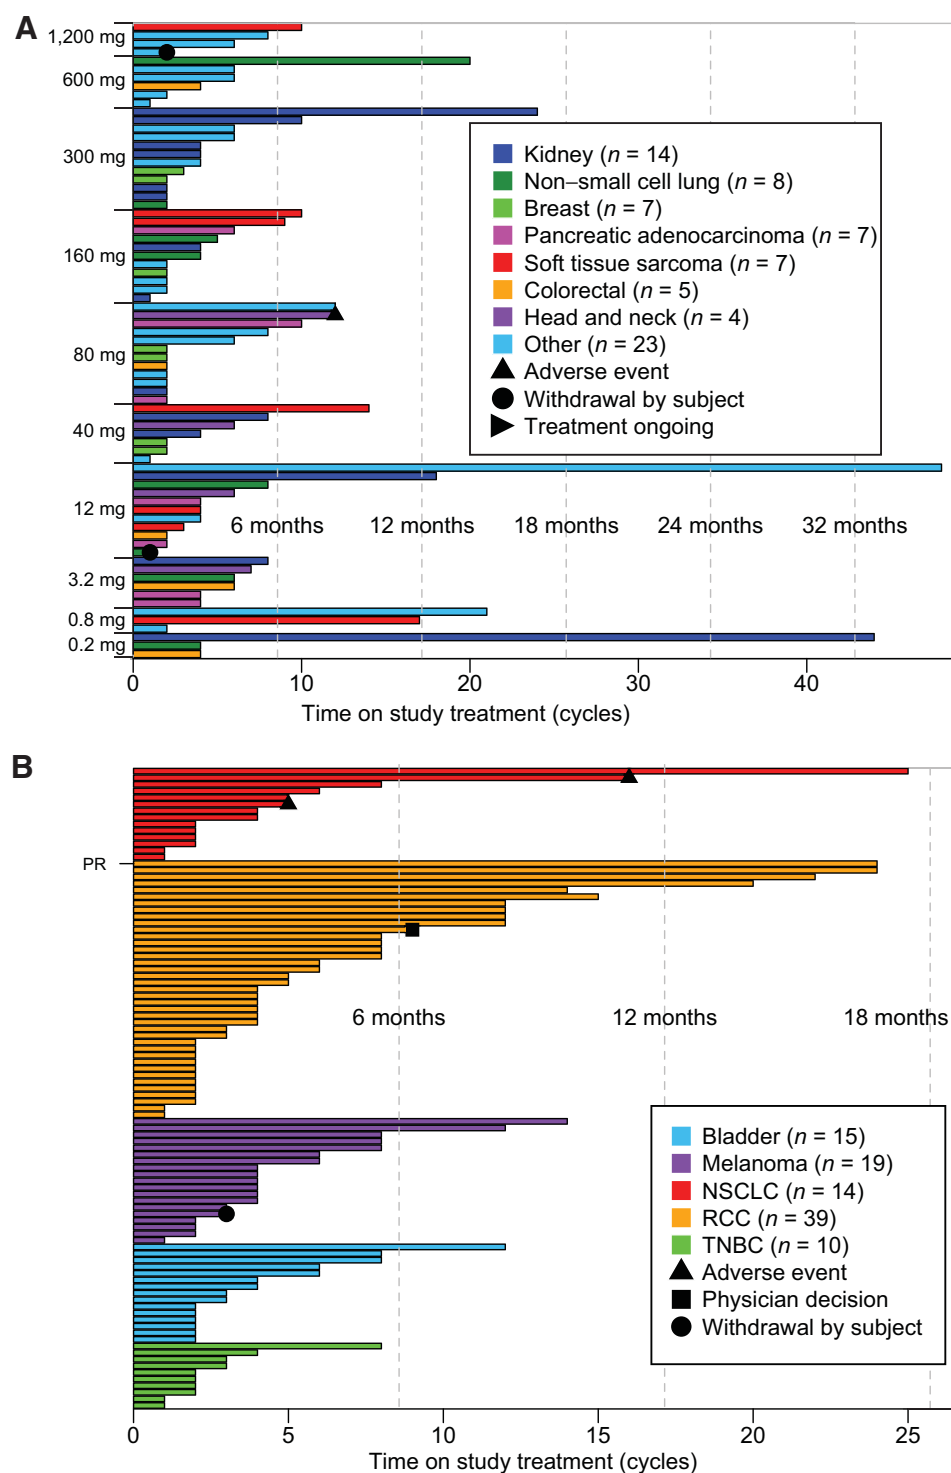 A
1,200 mg
600 mg
300 mg
160 mg
80 mg
40 mg
12 mg
3.2 mg
0.8 mg
0.2 mg
Kidney (n = 14)
Non–small cell lung (n = 8)
Breast (n = 7)
Pancreatic adenocarcinoma (n = 7)
Soft tissue sarcoma (n = 7)
Colorectal (n = 5)
Head and neck (n = 4)
Other (n = 23)
Adverse event
Withdrawal by subject
Treatment ongoing
6 months 12 months 18 months 24 months 32 months
0 10 20 30 40
Time on study treatment (cycles)
B
PR
6 months 12 months 18 months
Bladder (n = 15)
Melanoma (n = 19)
NSCLC (n = 14)
RCC (n = 39)
TNBC (n = 10)
Adverse event
Physician decision
Withdrawal by subject
0 5 10 15 20 25
Time on study treatment (cycles)